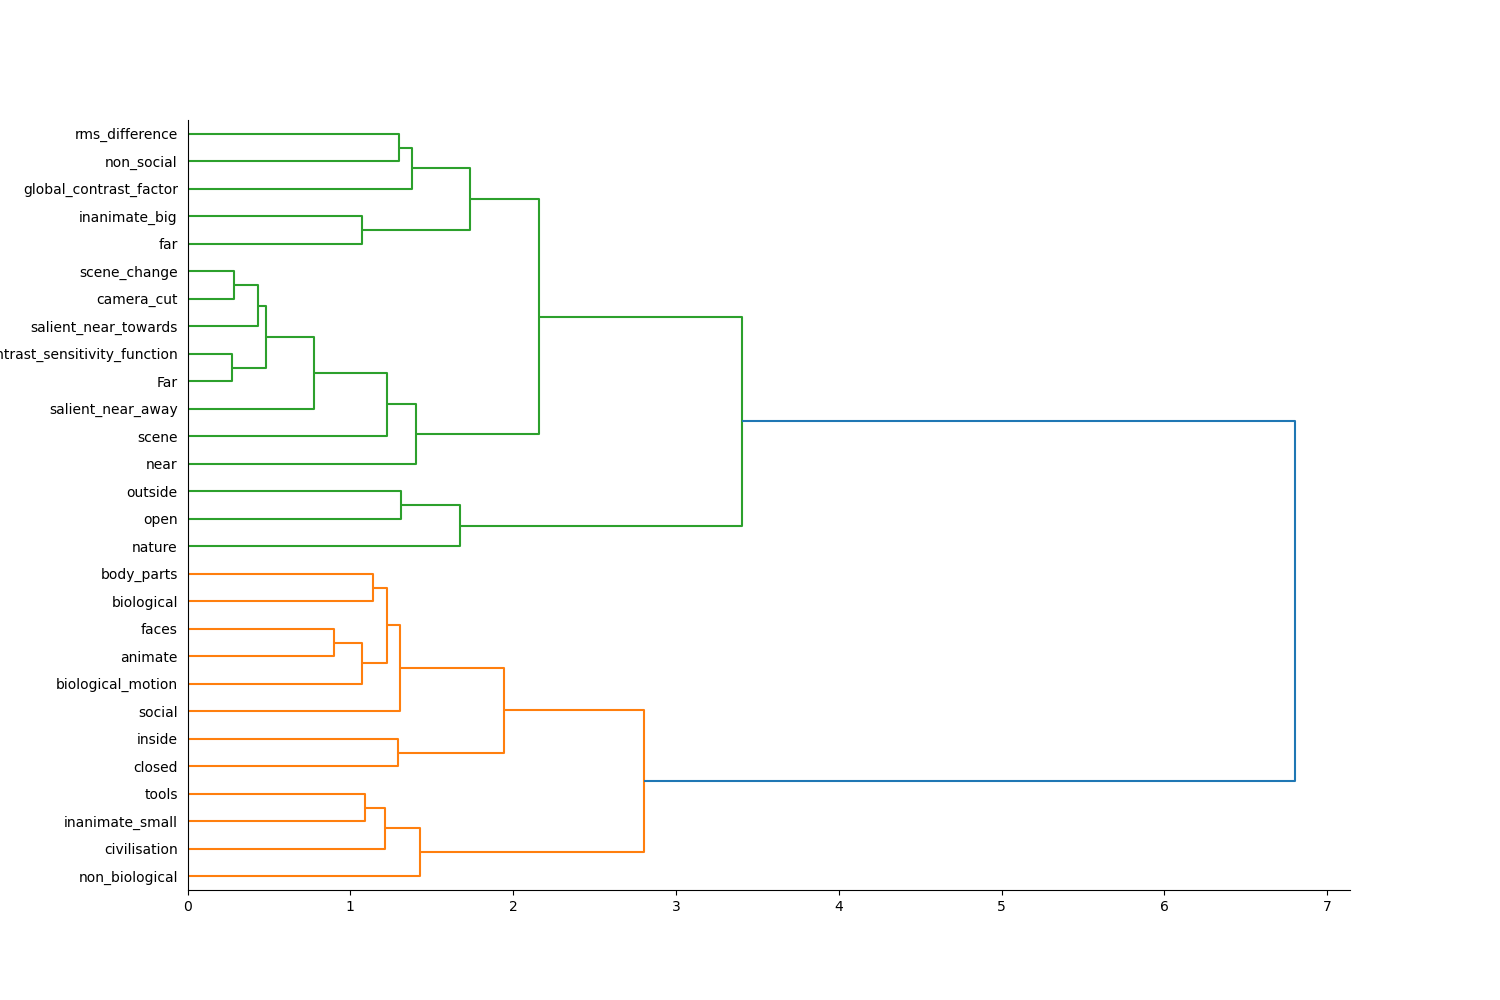 rms_difference
non_social
global_contrast_factor
inanimate_big
far
scene_change
camera_cut
salient_near_towards
ntrast_sensitivity_function
Far
salient_near_away
scene
near
outside
open
nature
body_parts
biological
faces
animate
biological_motion
social
inside
closed
tools
inanimate_small
civilisation
non_biological
0 1 2 3 4 5 6 7